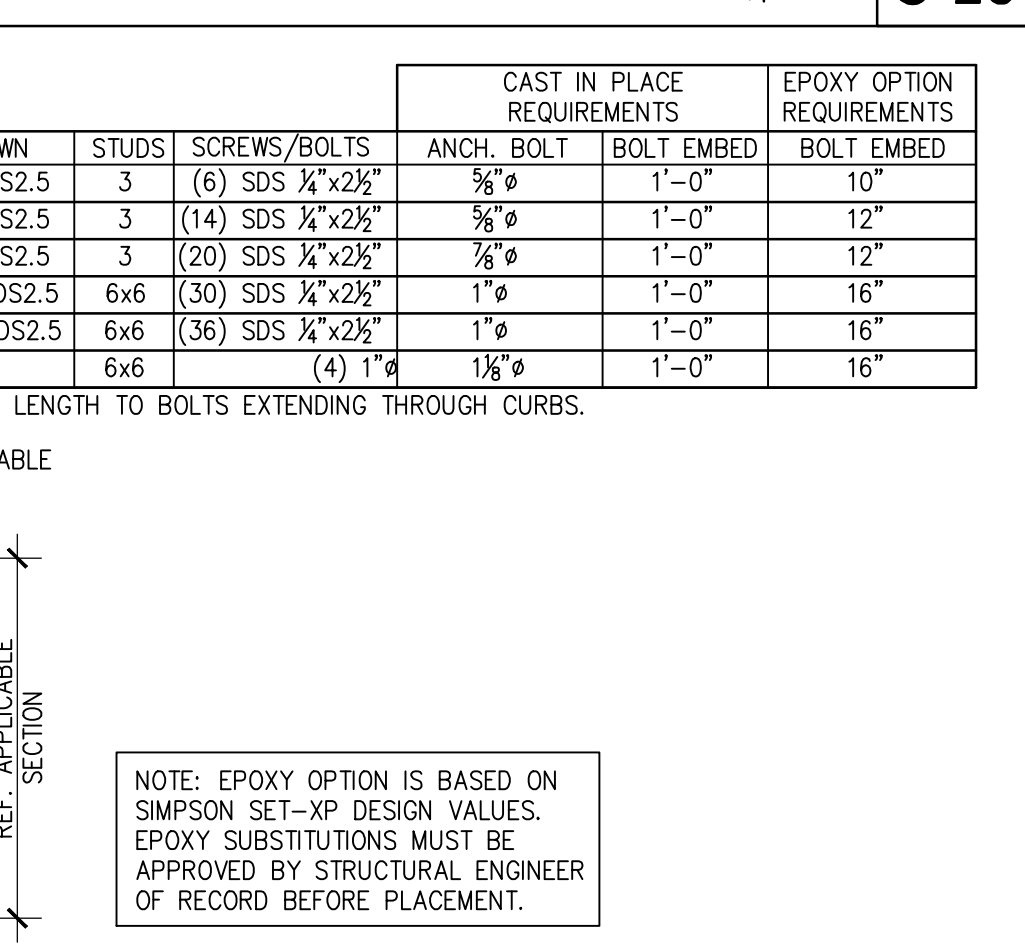 CAST IN PLACE REQUIREMENTS EPOXY OPTION REQUIREMENTS
WN STUDS SCREWS/BOLTS ANCH. BOLT BOLT EMBED BOLT EMBED
S2.5 3 (6) SDS ¼"x2½" ⅝"ø 1'-0" 10"
S2.5 3 (14) SDS ¼"x2½" ⅝"ø 1'-0" 12"
S2.5 3 (20) SDS ¼"x2½" ⅞"ø 1'-0" 12"
DS2.5 6x6 (30) SDS ¼"x2½" 1"ø 1'-0" 16"
DS2.5 6x6 (36) SDS ¼"x2½" 1"ø 1'-0" 16"
6x6 (4) 1"ø 1⅛"ø 1'-0" 16"
LENGTH TO BOLTS EXTENDING THROUGH CURBS.
ABLE
REF. APPLICABLE
SECTION
NOTE: EPOXY OPTION IS BASED ON
SIMPSON SET-XP DESIGN VALUES.
EPOXY SUBSTITUTIONS MUST BE
APPROVED BY STRUCTURAL ENGINEER
OF RECORD BEFORE PLACEMENT.